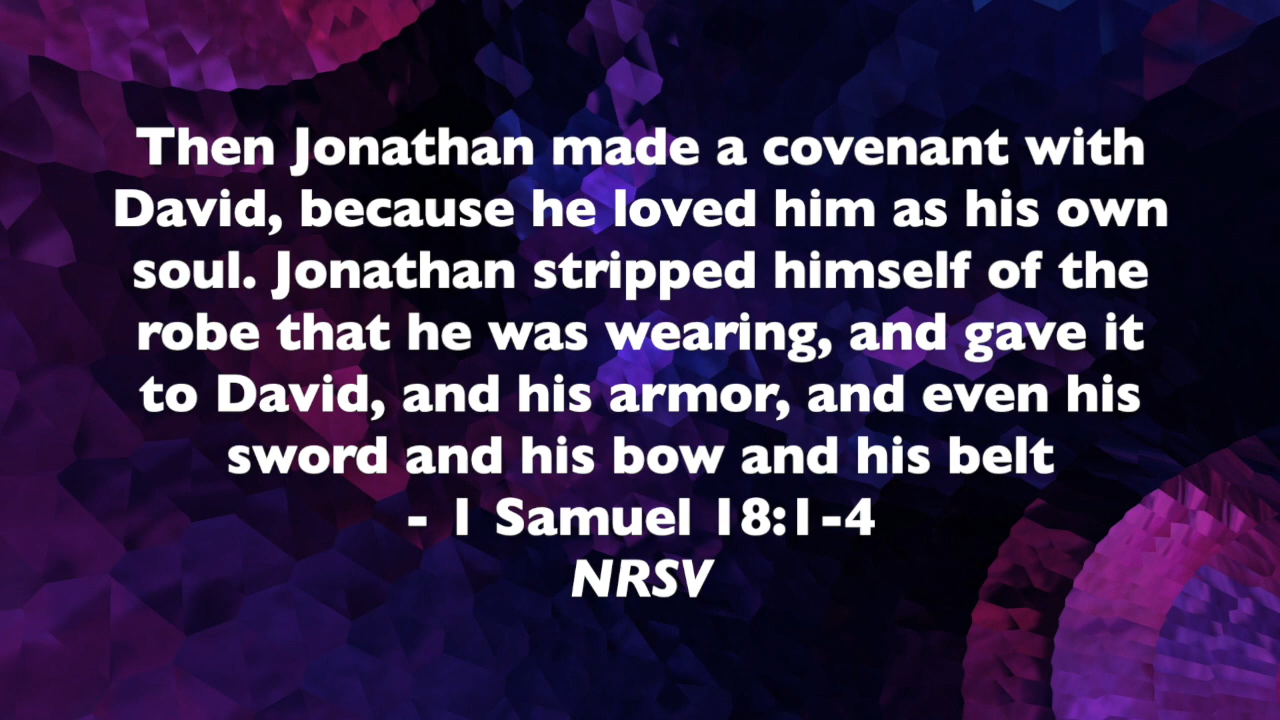 Then Jonathan made a covenant with
David, because he loved him as his own
soul. Jonathan stripped himself of the
robe that he was wearing, and gave it
to David, and his armor, and even his
sword and his bow and his belt
- 1 Samuel 18:1-4
NRSV